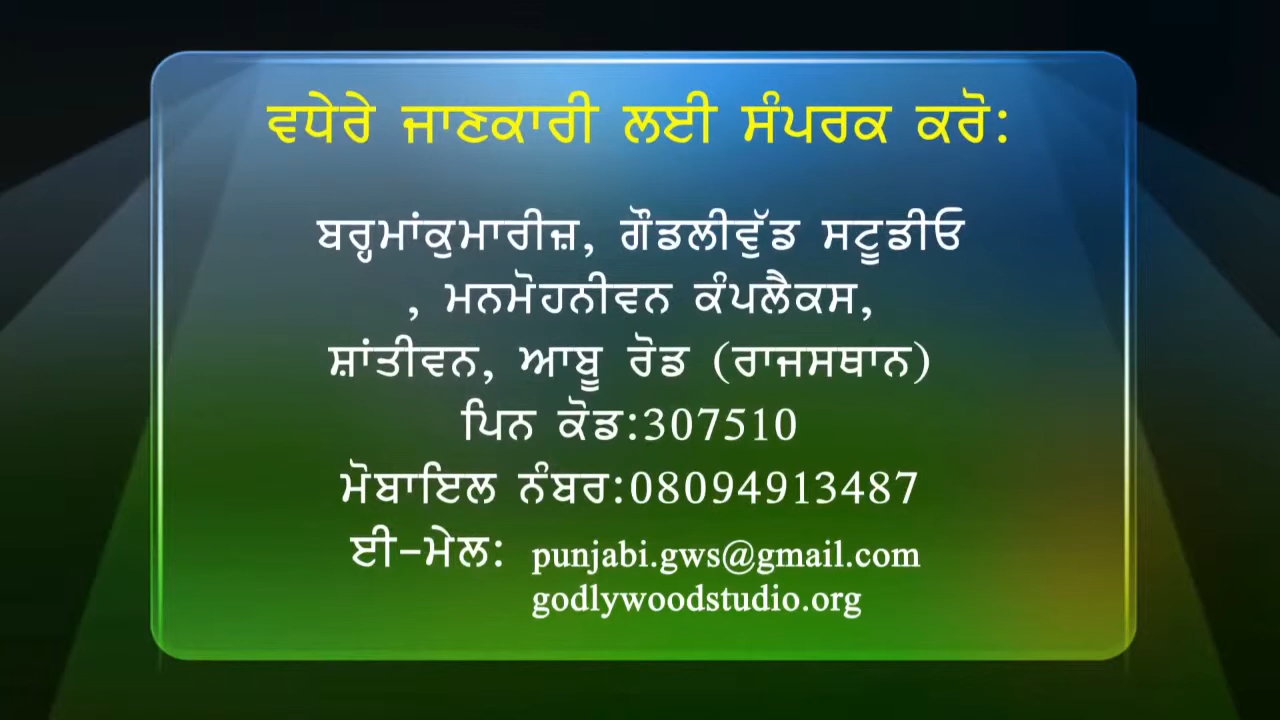 ਵਧੇਰੇ ਜਾਣਕਾਰੀ ਲਈ ਸੰਪਰਕ ਕਰੋ:
ਬਰ੍ਹਮਾਂਕੁਮਾਰੀਜ਼, ਗੌਡਲੀਵੁੱਡ ਸਟੂਡੀਓ
, ਮਨਮੋਹਨੀਵਨ ਕੰਪਲੈਕਸ,
ਸ਼ਾਂਤੀਵਨ, ਆਬੂ ਰੋਡ (ਰਾਜਸਥਾਨ)
ਪਿਨ ਕੋਡ:307510
ਮੋਬਾਇਲ ਨੰਬਰ:08094913487
ਈ-ਮੇਲ: punjabi.gws@gmail.com
godlywoodstudio.org